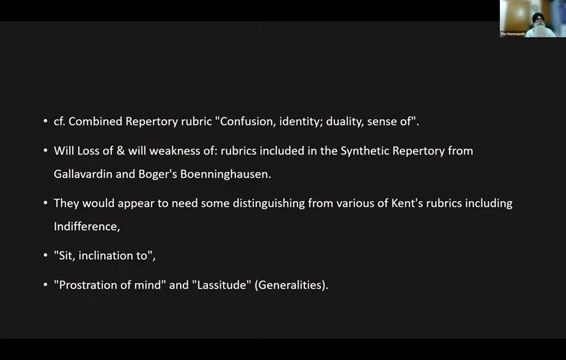 • cf. Combined Repertory rubric "Confusion, identity; duality, sense of".
• Will Loss of & will weakness of: rubrics included in the Synthetic Repertory from
Gallavardin and Boger's Boenninghausen.
• They would appear to need some distinguishing from various of Kent's rubrics including
Indifference,
• "Sit, inclination to",
• "Prostration of mind" and "Lassitude" (Generalities).